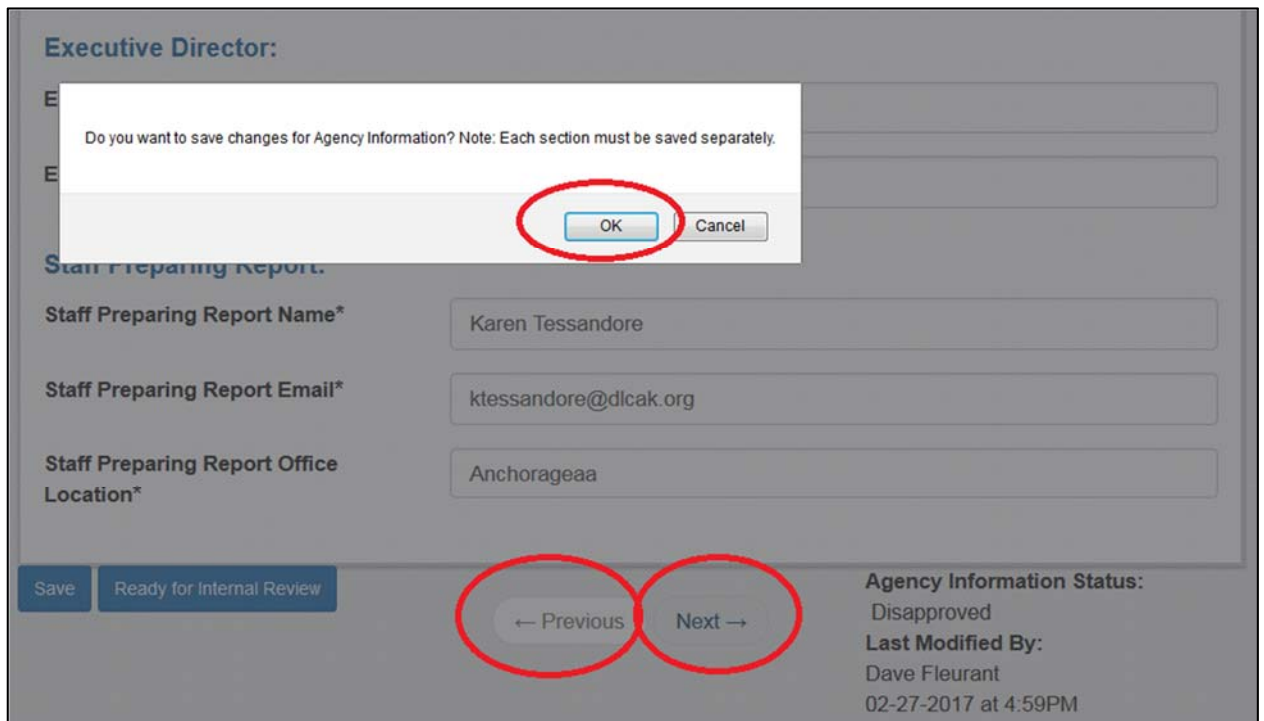 Executive Director:
E
Do you want to save changes for Agency Information? Note: Each section must be saved separately.
E
OK
Cancel
Staff Preparing Report:
Staff Preparing Report Name*
Karen Tessandore
Staff Preparing Report Email*
ktessandore@dlcak.org
Staff Preparing Report Office
Location*
Anchorageaa
Save
Ready for Internal Review
← Previous
Next →
Agency Information Status:
Disapproved
Last Modified By:
Dave Fleurant
02-27-2017 at 4:59PM